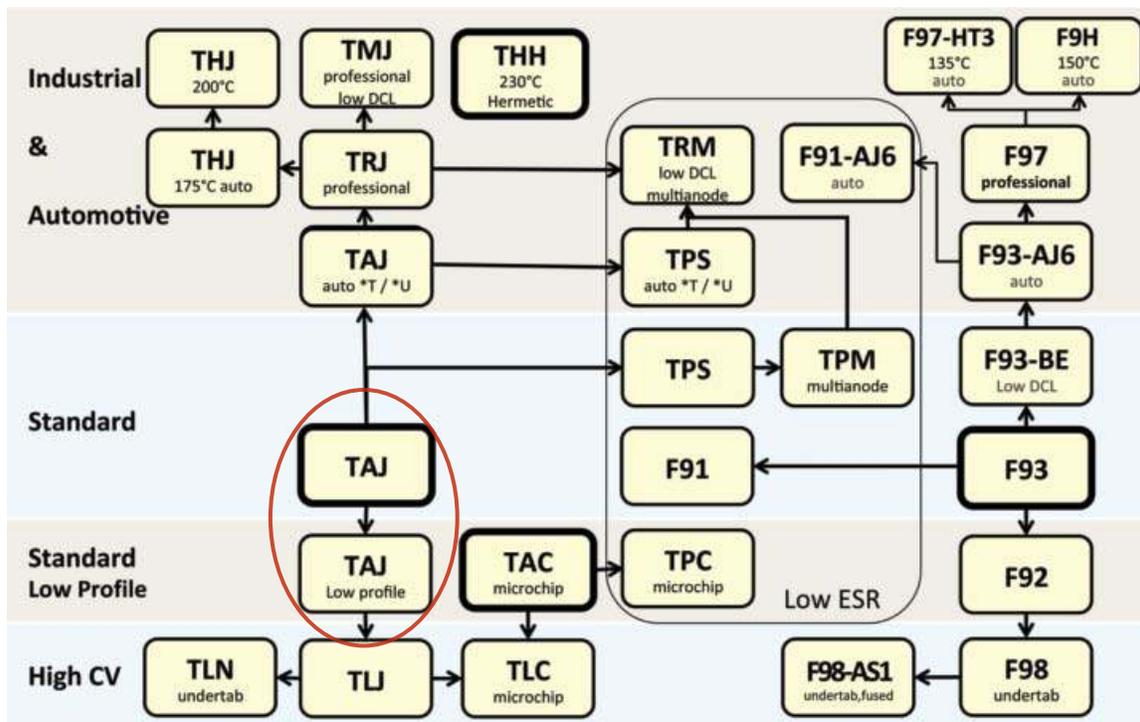 Industrial
&
Automotive
THJ
200°C
TMJ
professional
low DCL
THH
230°C
Hermetic
F97-HT3
135°C
auto
F9H
150°C
auto
THJ
175°C auto
TRJ
professional
TRM
low DCL
multianode
F91-AJ6
auto
F97
professional
TAJ
auto *T / *U
TPS
auto *T / *U
F93-AJ6
auto
Standard
TPS
TPM
multianode
F93-BE
Low DCL
TAJ
F91
F93
Standard
Low Profile
TAJ
Low profile
TAC
microchip
TPC
microchip
Low ESR
F92
High CV
TLN
undertab
TLJ
TLC
microchip
F98-AS1
undertab,fused
F98
undertab